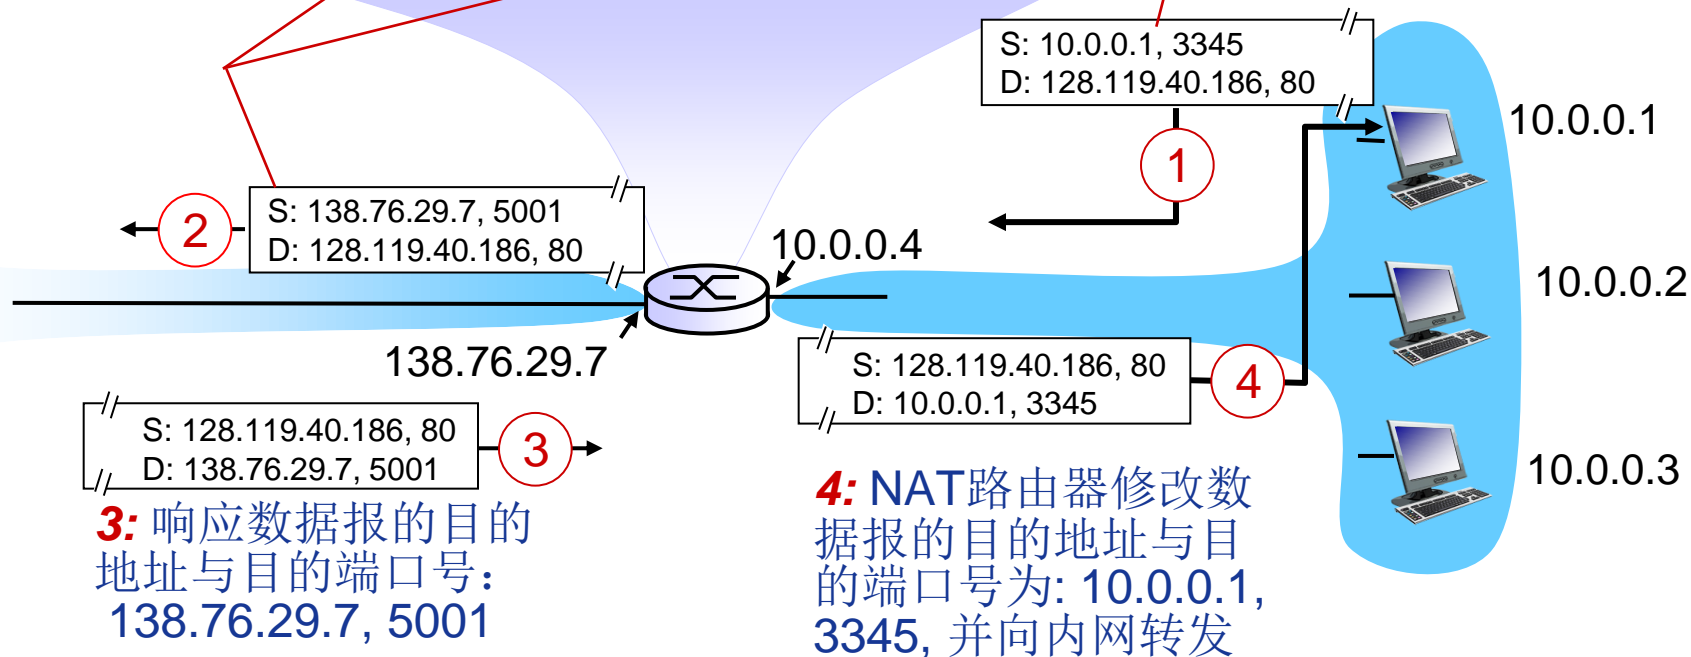 S: 10.0.0.1, 3345
D: 128.119.40.186, 80
10.0.0.1
1
2
S: 138.76.29.7, 5001
D: 128.119.40.186, 80
10.0.0.4
10.0.0.2
138.76.29.7
S: 128.119.40.186, 80
D: 10.0.0.1, 3345
4
S: 128.119.40.186, 80
D: 138.76.29.7, 5001
3
10.0.0.3
3: 响应数据报的目的
地址与目的端口号：
138.76.29.7, 5001
4: NAT路由器修改数
据报的目的地址与目
的端口号为: 10.0.0.1,
3345, 并向内网转发